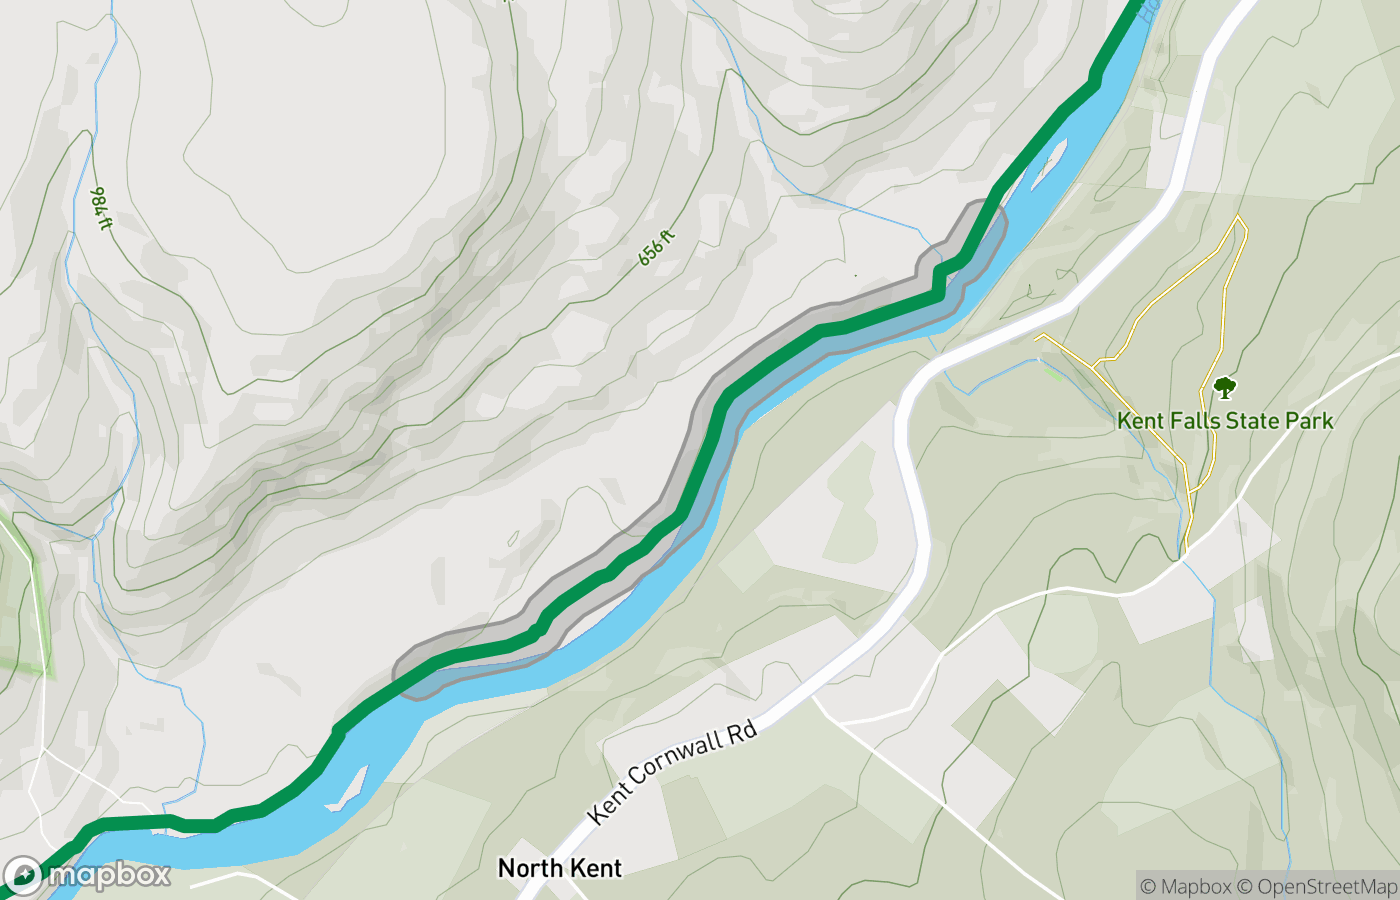 984 ft
656 ft
Kent Falls State Park
Kent Cornwall Rd
North Kent
mapbox
© Mapbox © OpenStreetMap